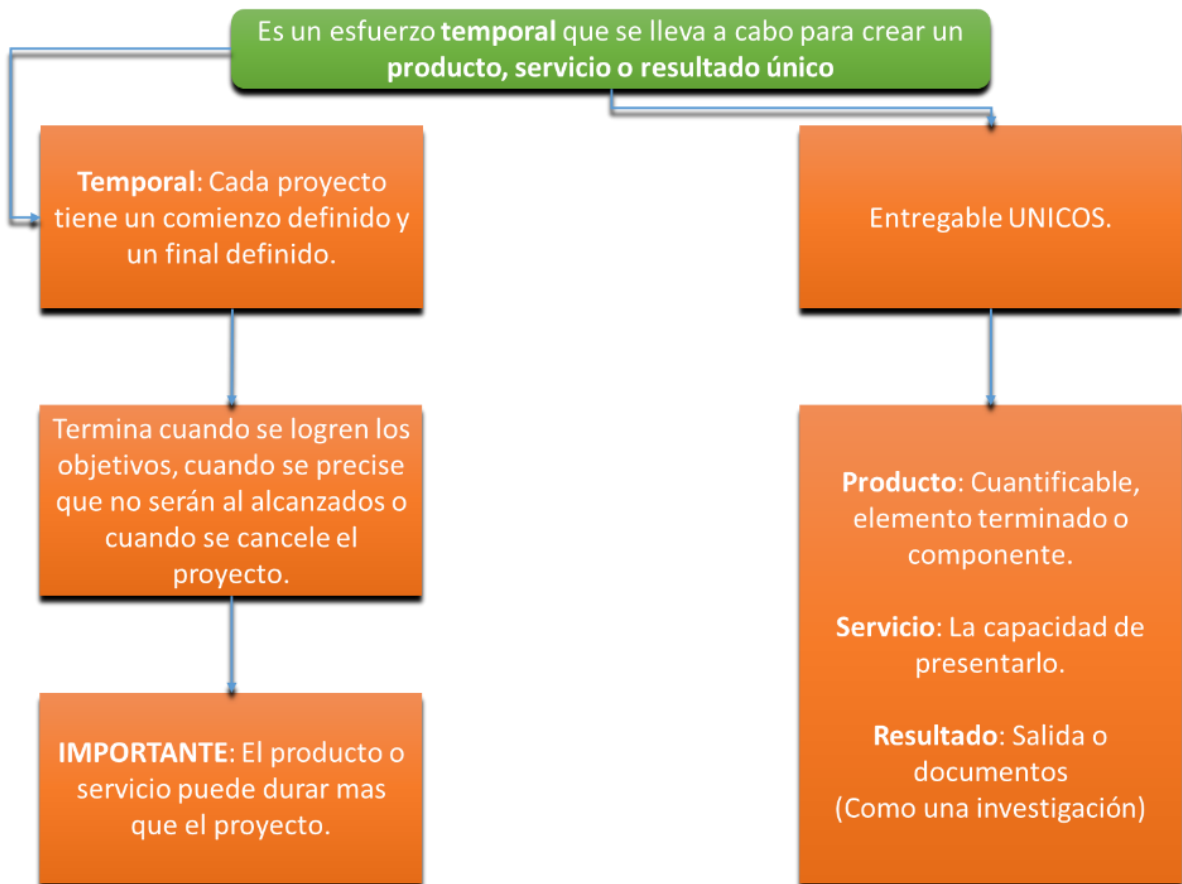 Es un esfuerzo temporal que se lleva a cabo para crear un
producto, servicio o resultado único
Temporal: Cada proyecto
tiene un comienzo definido y
un final definido.
Termina cuando se logren los
objetivos, cuando se precise
que no serán al alcanzados o
cuando se cancele el
proyecto.
IMPORTANTE: El producto o
servicio puede durar mas
que el proyecto.
Entregable UNICOS.
Producto: Cuantificable,
elemento terminado o
componente.
Servicio: La capacidad de
presentarlo.
Resultado: Salida o
documentos
(Como una investigación)